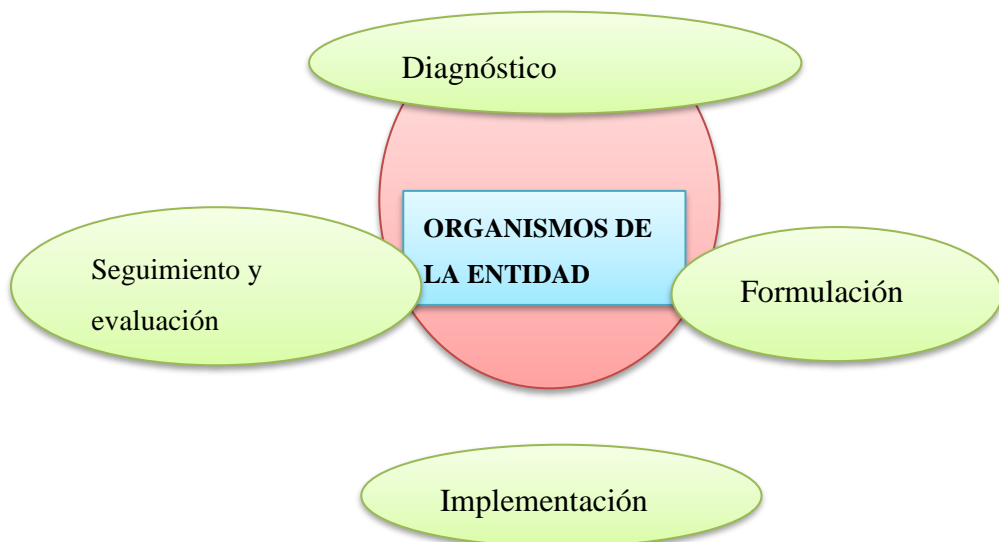 Diagnóstico
ORGANISMOS DE
LA ENTIDAD
Seguimiento y
evaluación
Formulación
Implementación